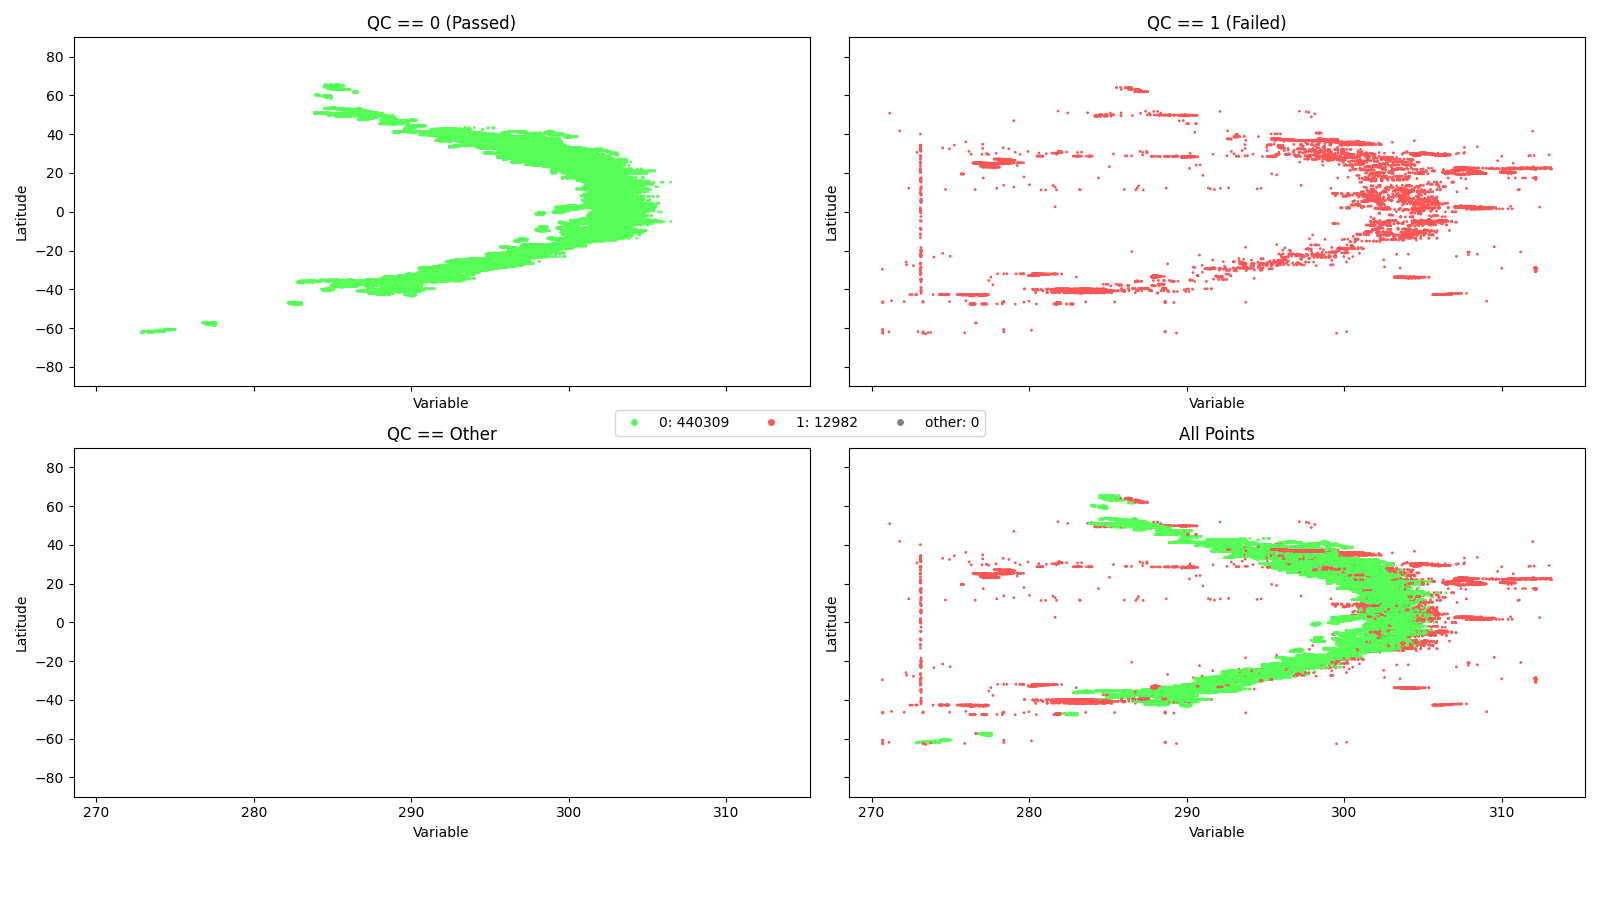 QC == 0 (Passed)
QC == 1 (Failed)
80
60
40
20
0
−20
−40
−60
−80
Latitude
Latitude
Variable
Variable
0: 440309 1: 12982 other: 0
QC == Other
All Points
80
60
40
20
0
−20
−40
−60
−80
Latitude
Latitude
270 280 290 300 310
270 280 290 300 310
Variable
Variable